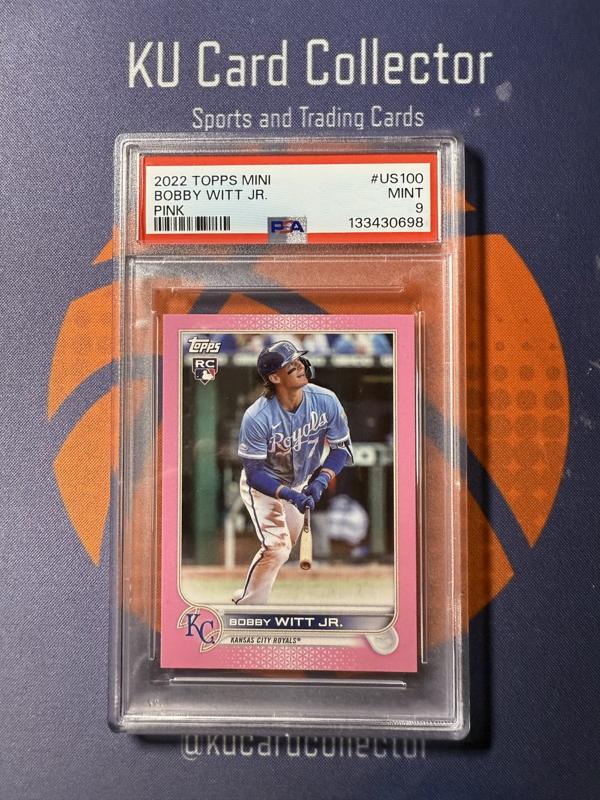 KU Card Collector
Sports and Trading Cards
2022 TOPPS MINI #US100
BOBBY WITT JR. MINT
PINK 9
PSA 133430698
Topps
RC
Royals
KC
BOBBY WITT JR.
KANSAS CITY ROYALS®
@kucardcollector